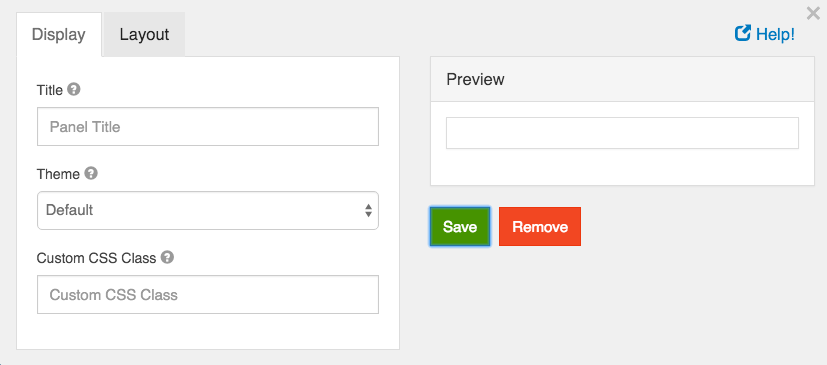 Display
Layout
Help!
Title
Panel Title
Theme
Default
Custom CSS Class
Custom CSS Class
Preview
Save
Remove